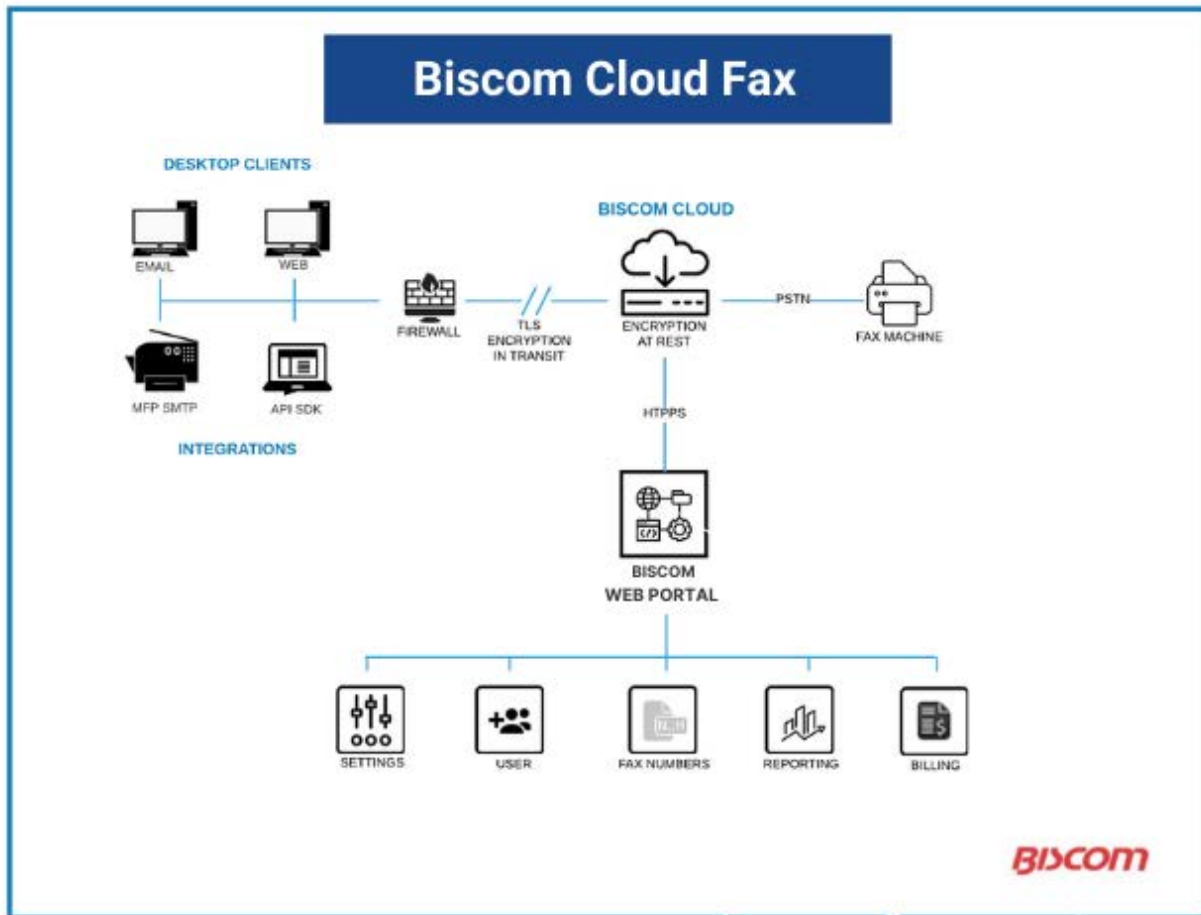 Biscom Cloud Fax
DESKTOP CLIENTS
EMAIL
WEB
MFP SMTP
API SDK
INTEGRATIONS
FIREWALL
TLS
ENCRYPTION
IN TRANSIT
BISCOM CLOUD
ENCRYPTION
AT REST
PSTN
FAX MACHINE
HTPPS
BISCOM
WEB PORTAL
SETTINGS
USER
FAX NUMBERS
REPORTING
BILLING
BISCOM